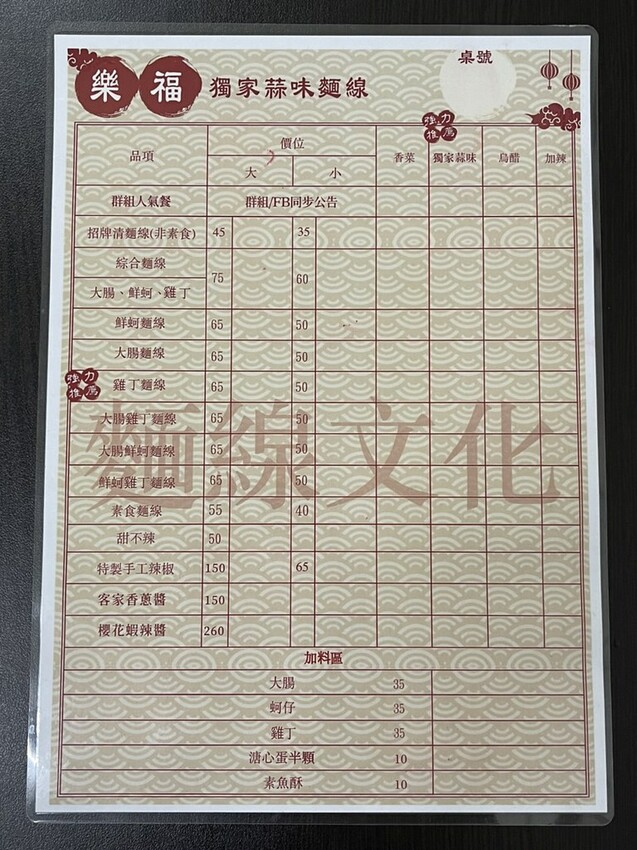 樂福 獨家蒜味麵線
桌號
強力推薦
品項 價位 香菜 獨家蒜味 烏醋 加辣
大 小
群組人氣餐 群組/FB同步公告
招牌清麵線(非素食) 45 35
綜合麵線 75 60
大腸、鮮蚵、雞丁
鮮蚵麵線 65 50
大腸麵線 65 50
強力推薦 雞丁麵線 65 50
大腸雞丁麵線 65 50
大腸鮮蚵麵線 65 50
鮮蚵雞丁麵線 65 50
素食麵線 55 40
甜不辣 50
特製手工辣椒 150 65
客家香蔥醬 150
櫻花蝦辣醬 260
麵線文化
加料區
大腸 35
蚵仔 35
雞丁 35
溏心蛋半顆 10
素魚酥 10